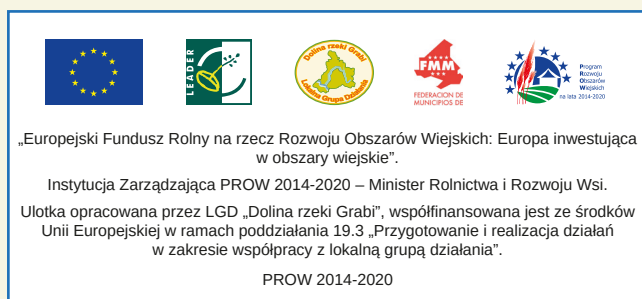 LEADER
Dolina rzeki Grabi
Lokalna Grupa Działania
FMM
FEDERACION DE
MUNICIPIOS DE
Program
Rozwoju
Obszarów
Wiejskich
na lata 2014-2020
„Europejski Fundusz Rolny na rzecz Rozwoju Obszarów Wiejskich: Europa inwestująca
w obszary wiejskie”.
Instytucja Zarządzająca PROW 2014-2020 – Minister Rolnictwa i Rozwoju Wsi.
Ulotka opracowana przez LGD „Dolina rzeki Grabi”, współfinansowana jest ze środków
Unii Europejskiej w ramach poddziałania 19.3 „Przygotowanie i realizacja działań
w zakresie współpracy z lokalną grupą działania”.
PROW 2014-2020